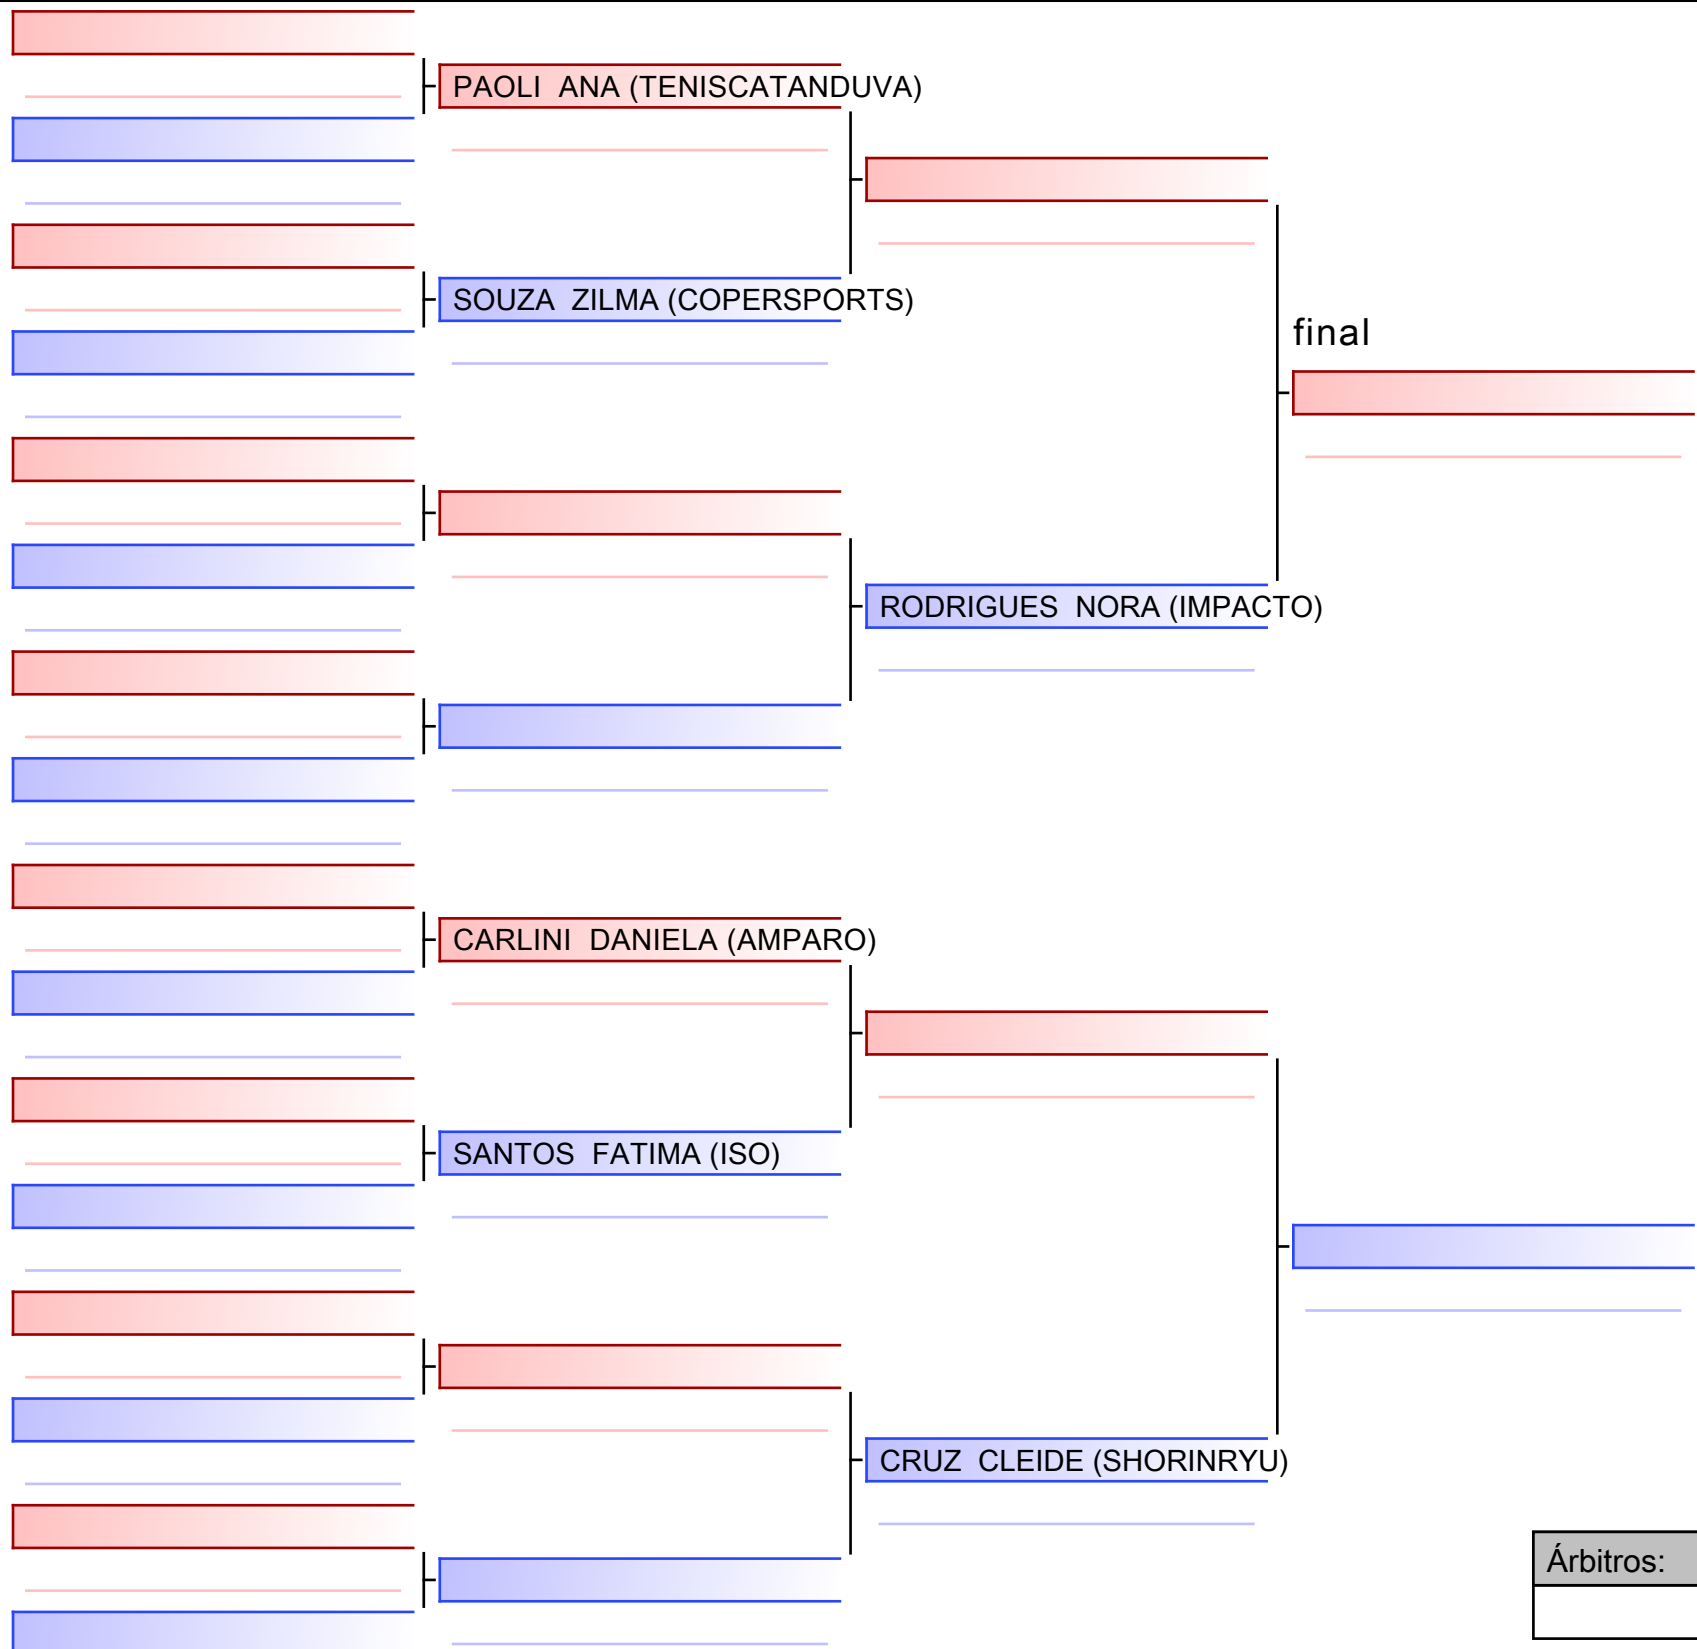 PAOLI  ANA (TENISCATANDUVA)
SOUZA  ZILMA (COPERSPORTS)
final
RODRIGUES  NORA (IMPACTO)
CARLINI  DANIELA (AMPARO)
SANTOS  FATIMA (ISO)
CRUZ  CLEIDE (SHORINRYU)
Árbitros: